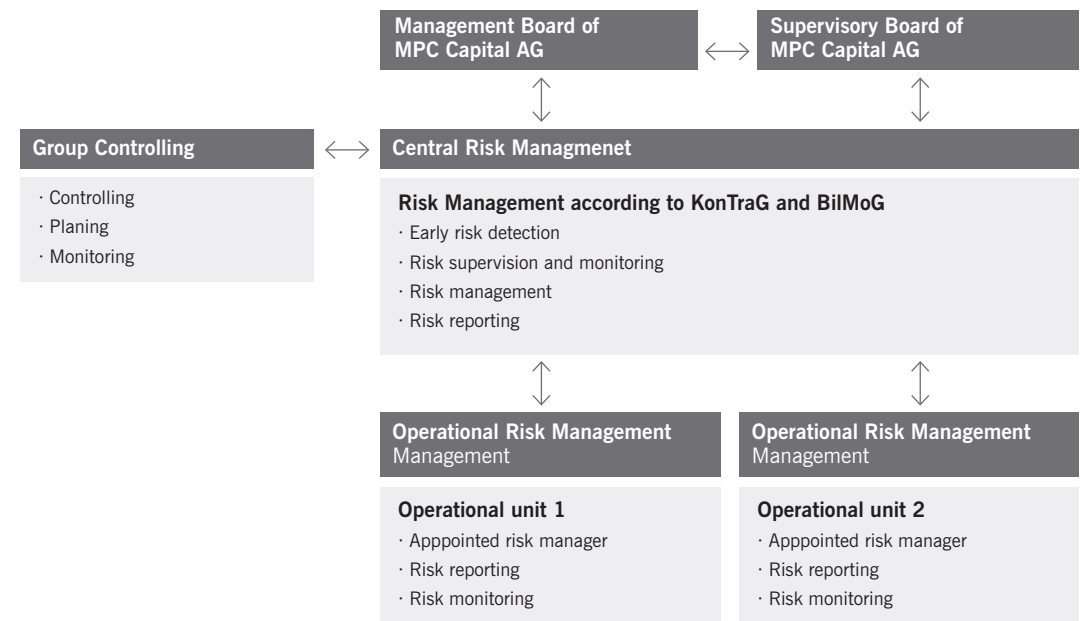 Management Board of
MPC Capital AG
Supervisory Board of
MPC Capital AG
Group Controlling
· Controlling
· Planing
· Monitoring
Central Risk Managmenet
Risk Management according to KonTraG and BilMoG
· Early risk detection
· Risk supervision and monitoring
· Risk management
· Risk reporting
Operational Risk Management
Management
Operational unit 1
· Apppointed risk manager
· Risk reporting
· Risk monitoring
Operational Risk Management
Management
Operational unit 2
· Apppointed risk manager
· Risk reporting
· Risk monitoring